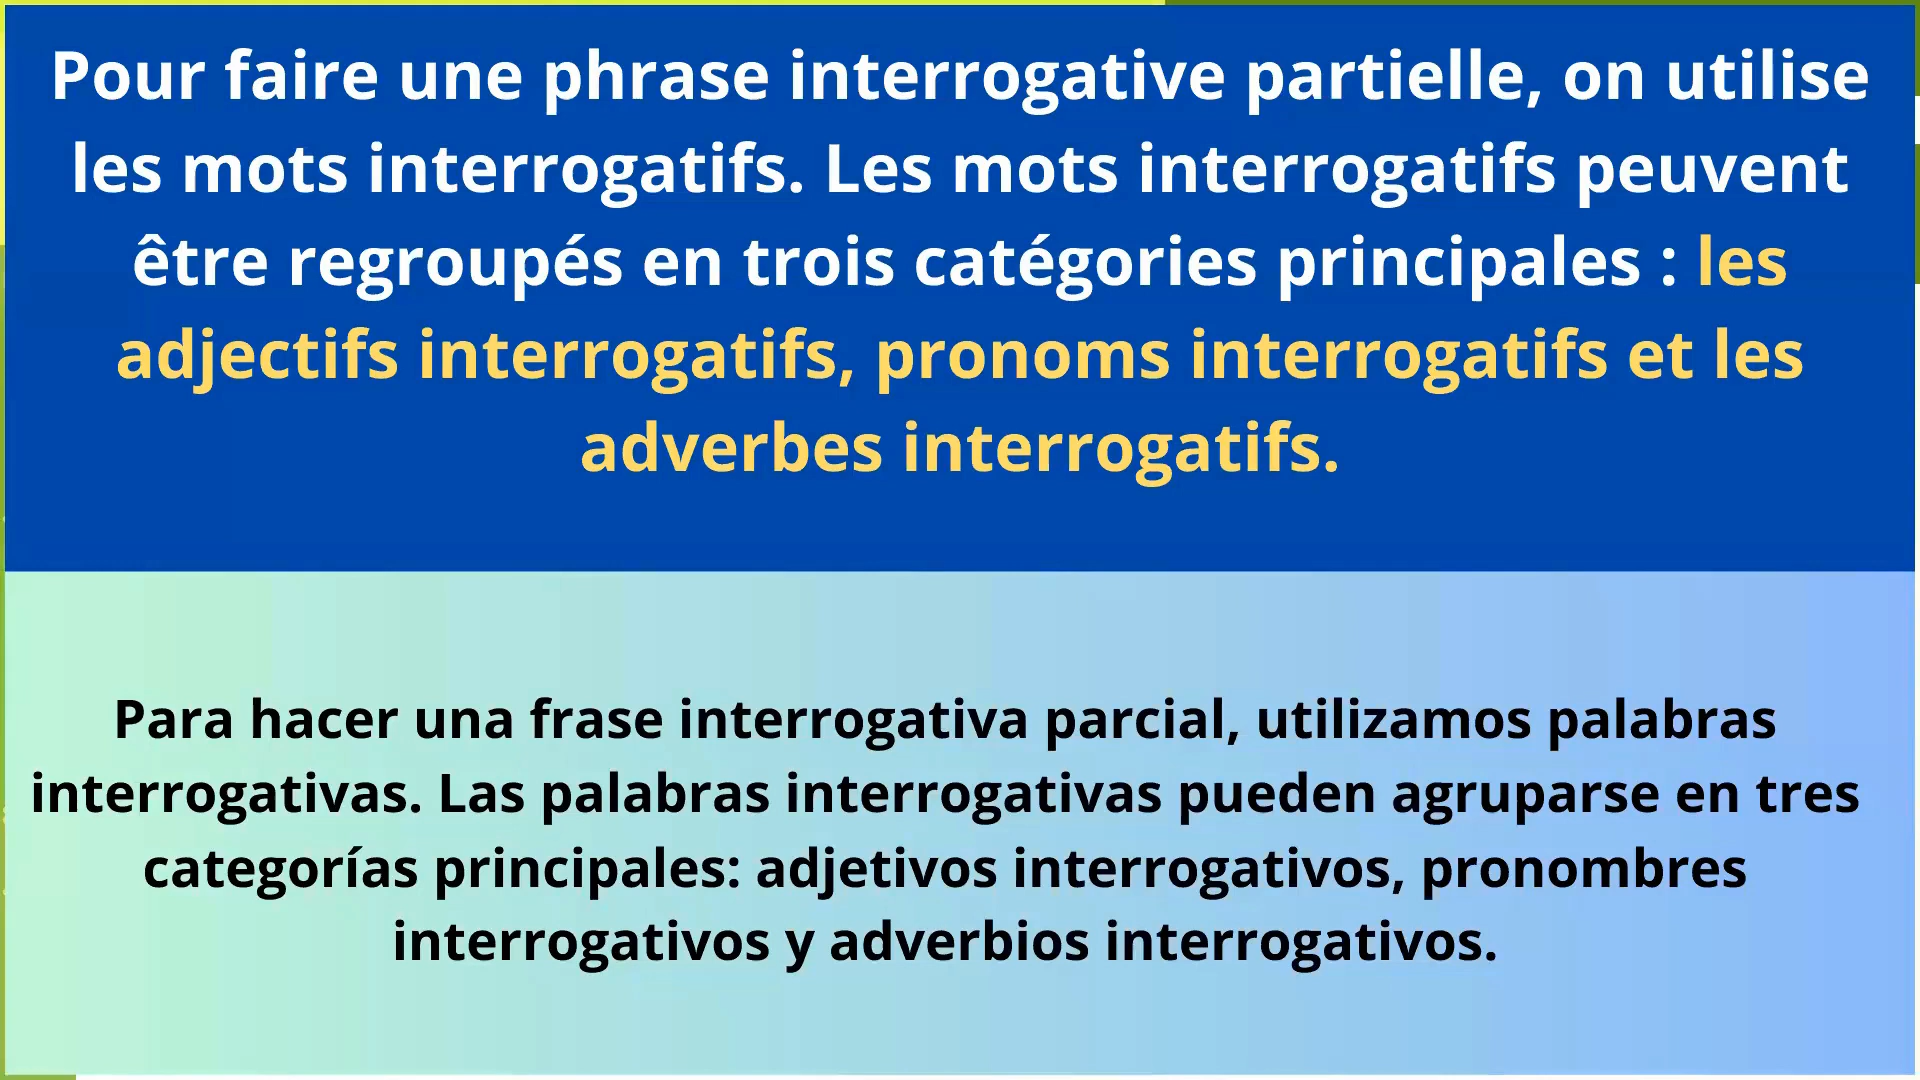 Pour faire une phrase interrogative partielle, on utilise
les mots interrogatifs. Les mots interrogatifs peuvent
être regroupés en trois catégories principales : les
adjectifs interrogatifs, pronoms interrogatifs et les
adverbes interrogatifs.
Para hacer una frase interrogativa parcial, utilizamos palabras
interrogativas. Las palabras interrogativas pueden agruparse en tres
categorías principales: adjetivos interrogativos, pronombres
interrogativos y adverbios interrogativos.